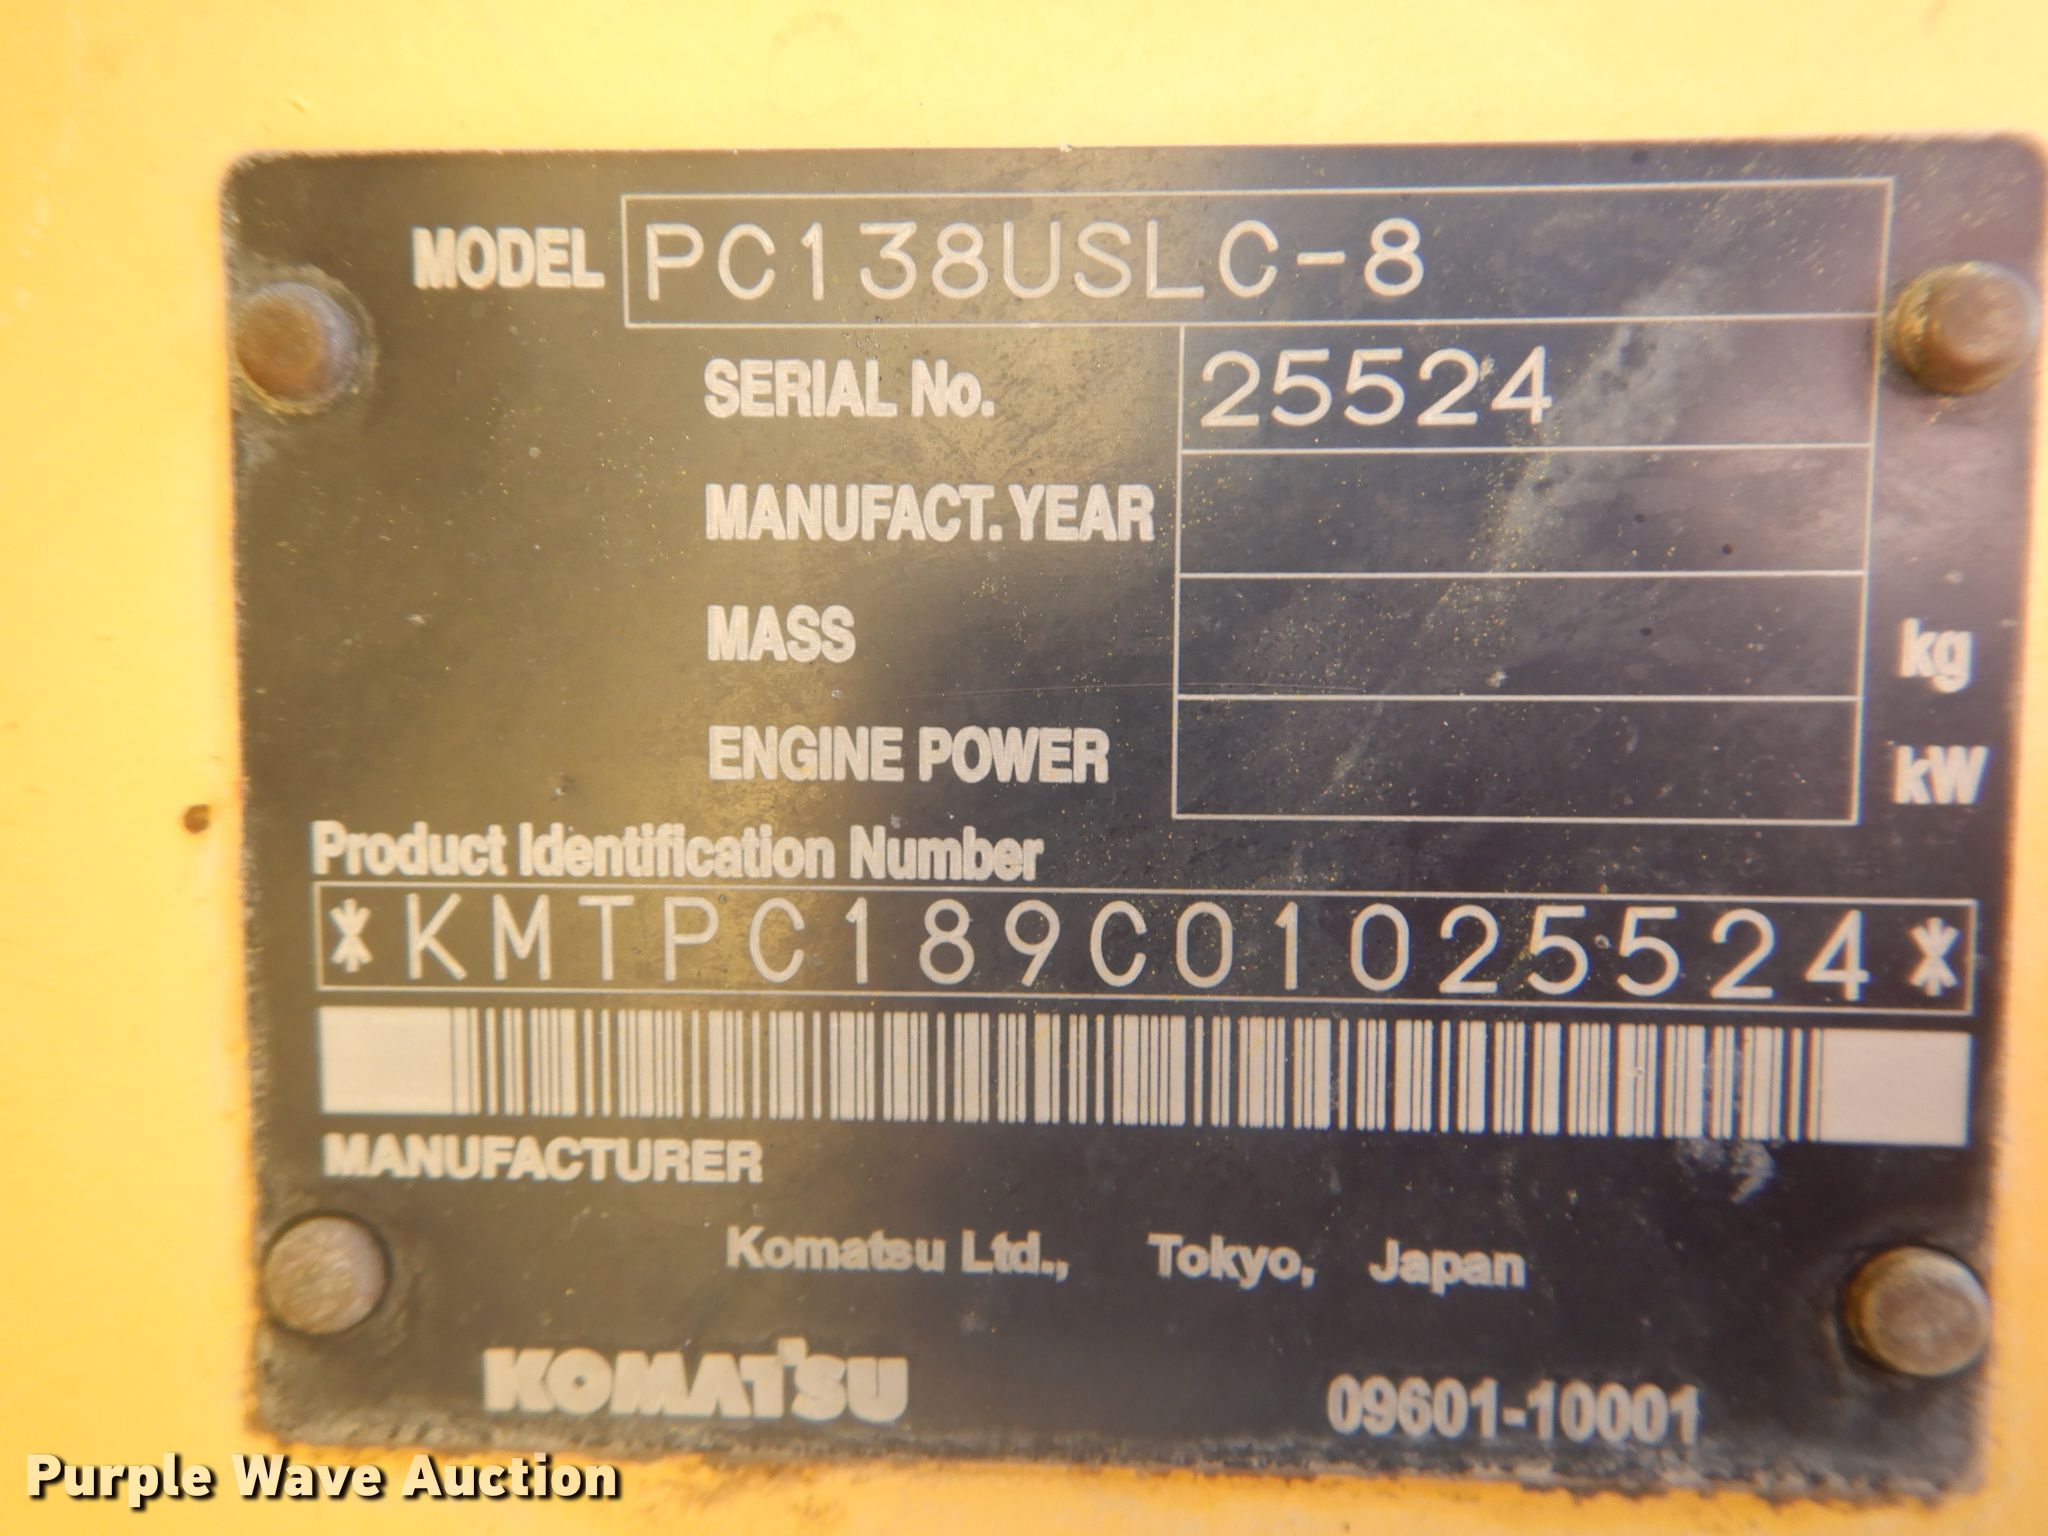 MODEL PC138USLC-8
SERIAL No. 25524
MANUFACT. YEAR
MASS kg
ENGINE POWER kW
Product Identification Number
*KMTPC189C01025524*
MANUFACTURER
Komatsu Ltd., Tokyo, Japan
KOMATSU 09601-10001
Purple Wave Auction